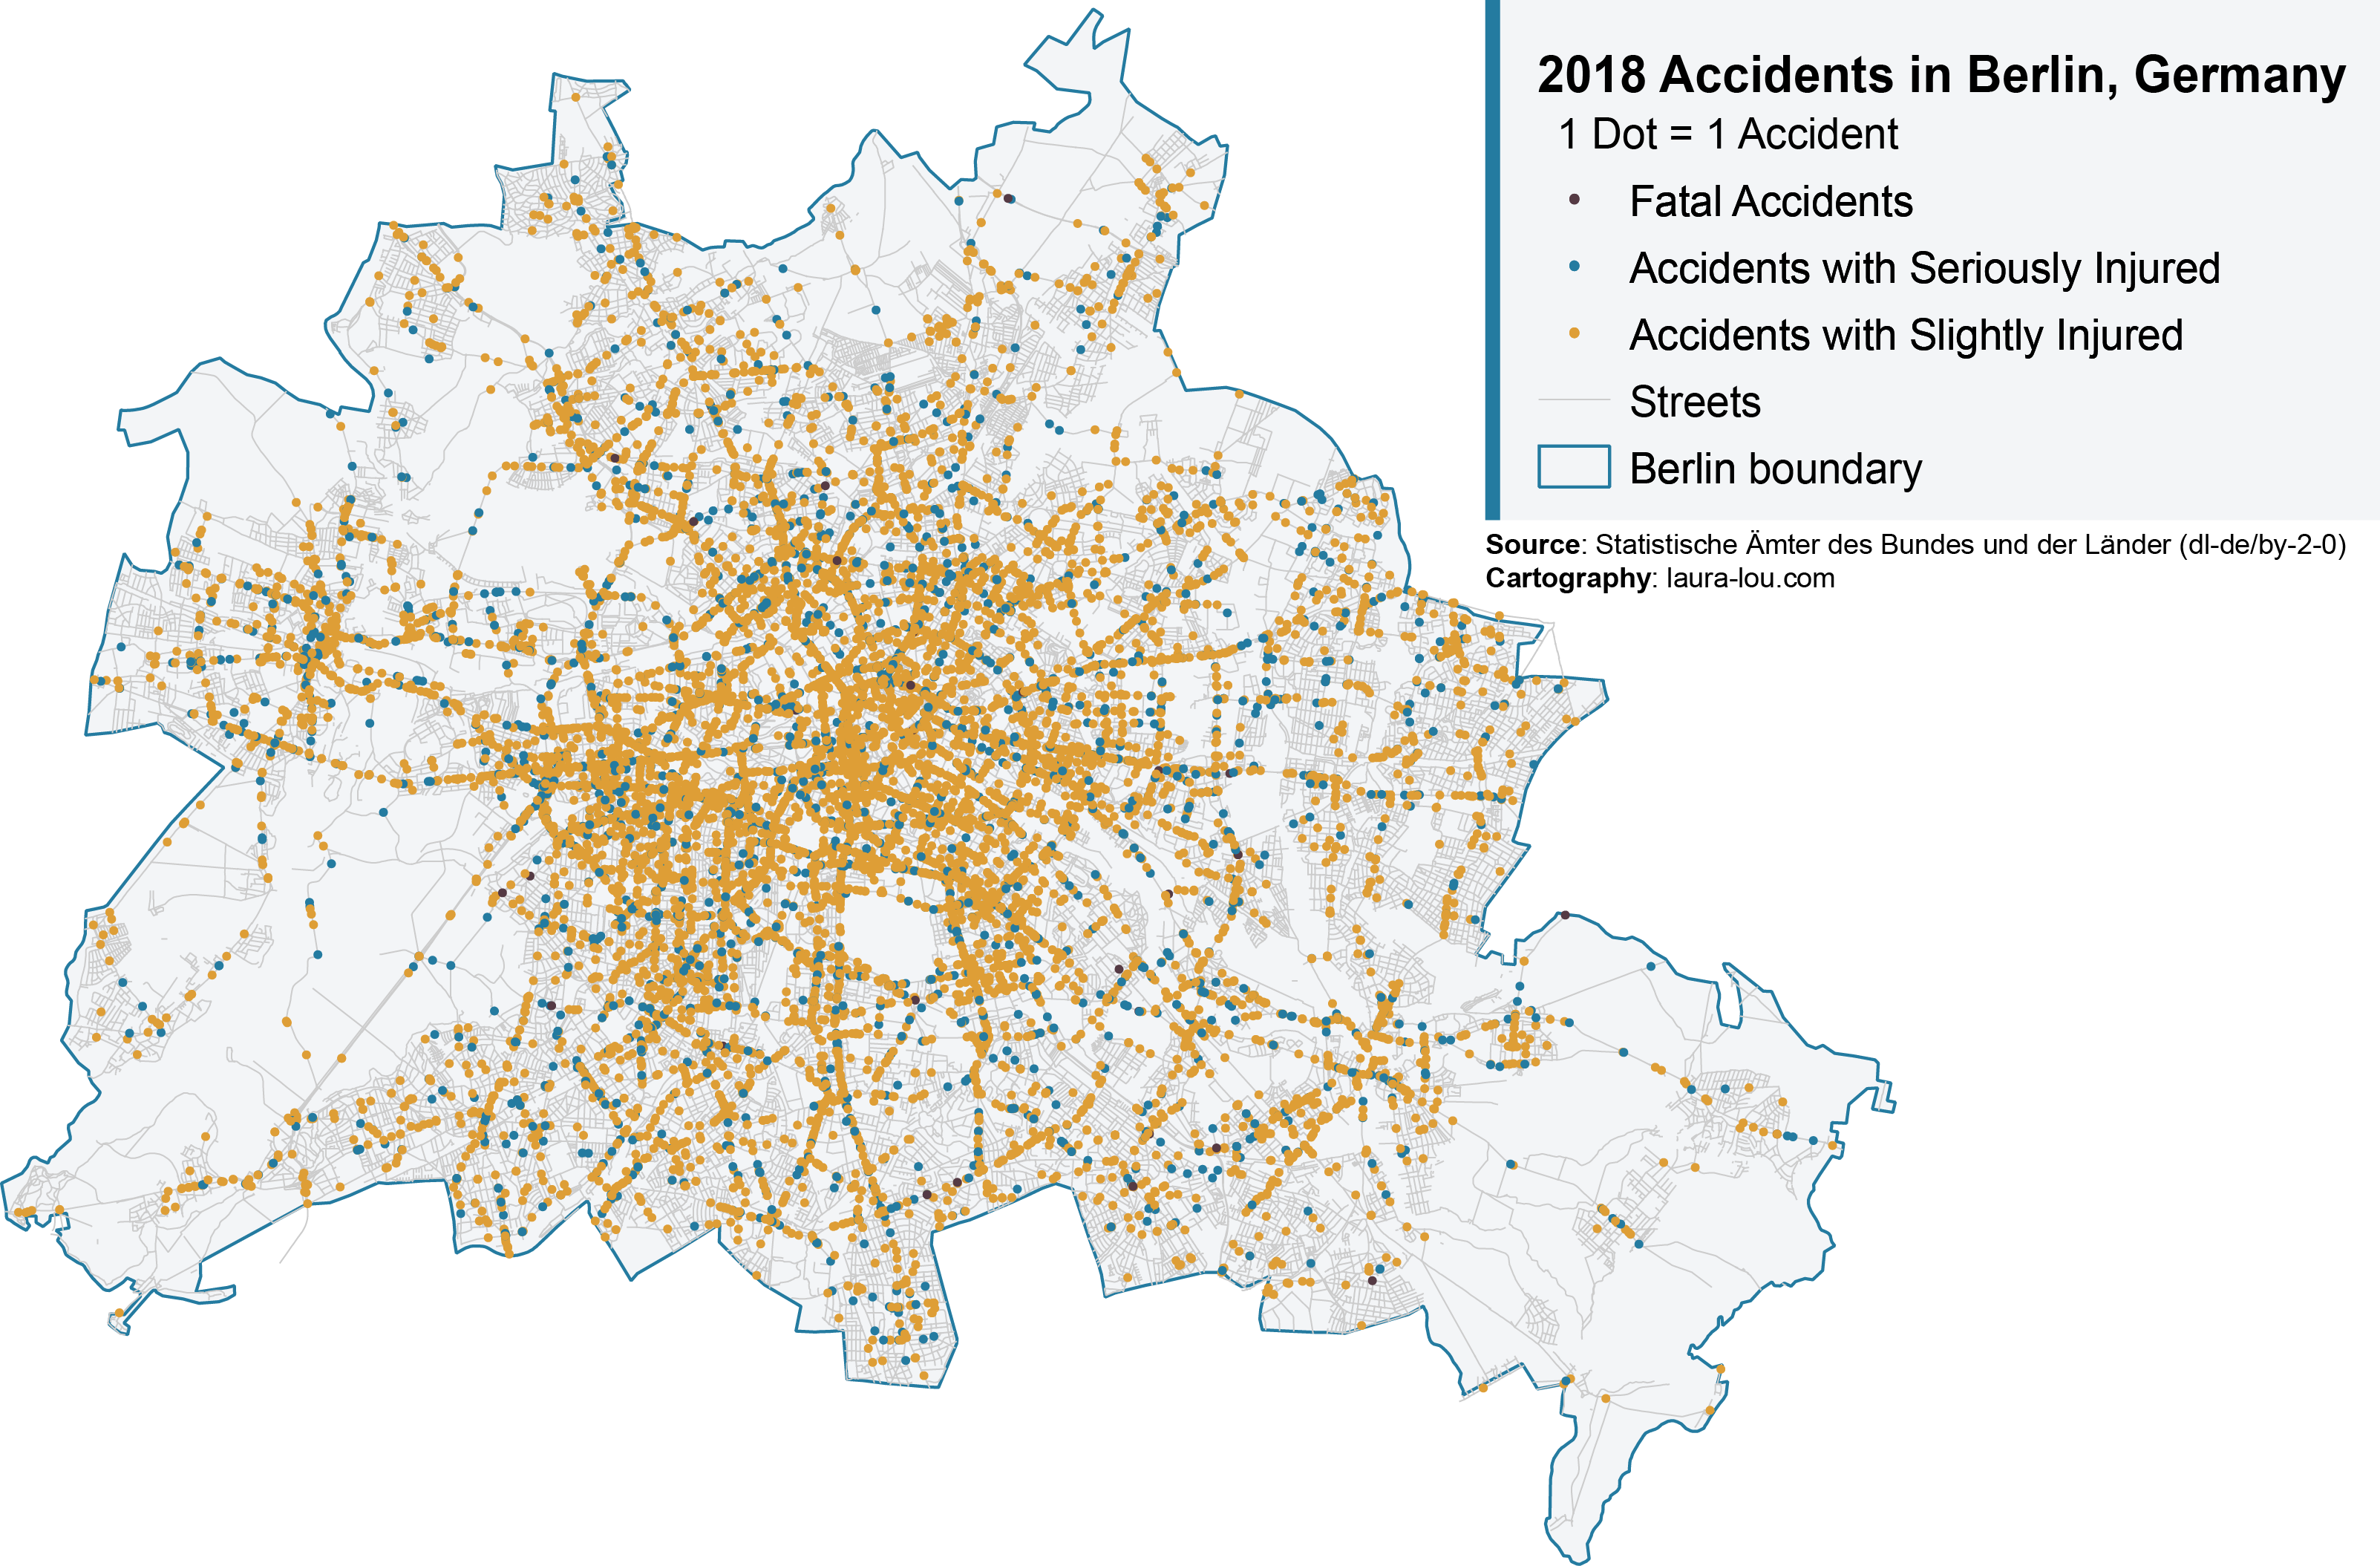 2018 Accidents in Berlin, Germany
1 Dot = 1 Accident
Fatal Accidents
Accidents with Seriously Injured
Accidents with Slightly Injured
Streets
Berlin boundary
Source: Statistische Ämter des Bundes und der Länder (dl-de/by-2-0)
Cartography: laura-lou.com